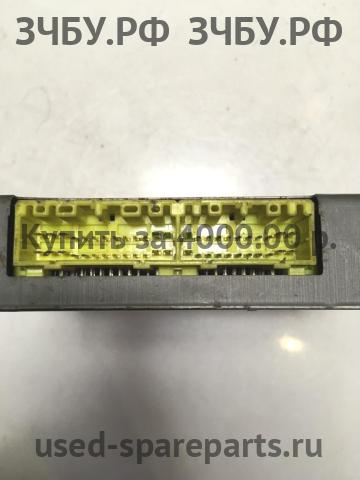 ЗЧБУ.РФ ЗЧБУ.РФ
Купить за 4000.00 р.
used-spareparts.ru